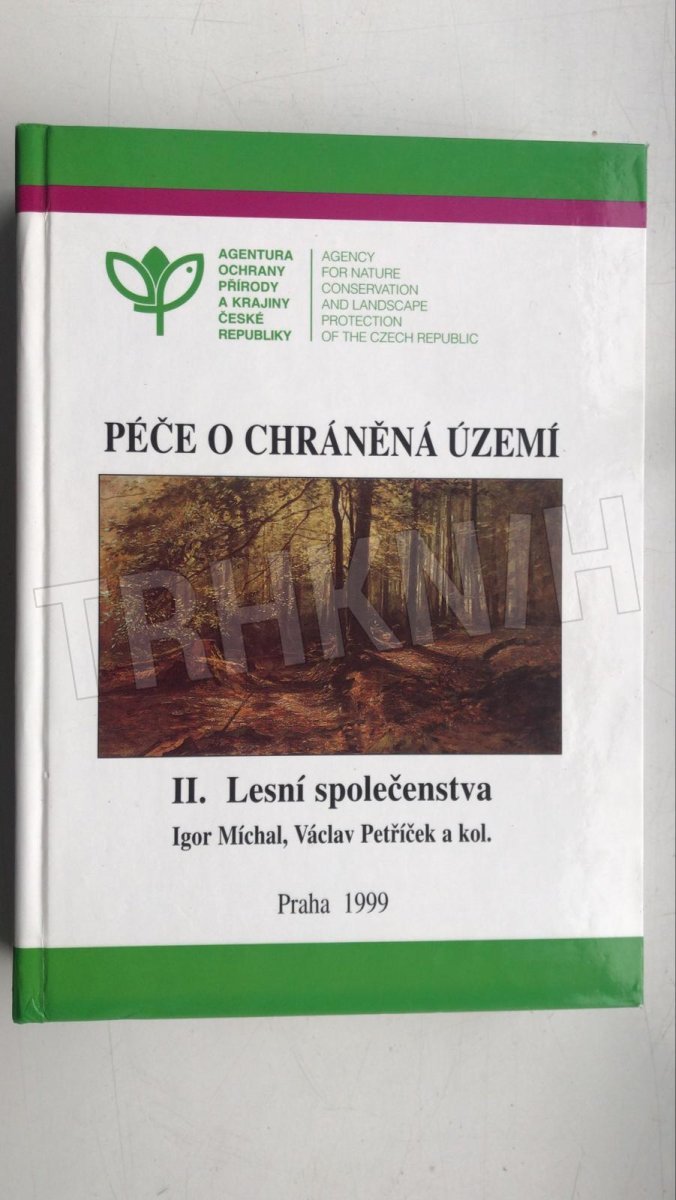 AGENTURA
OCHRANY
PŘÍRODY
A KRAJINY
ČESKÉ
REPUBLIKY
AGENCY
FOR NATURE
CONSERVATION
AND LANDSCAPE
PROTECTION
OF THE CZECH REPUBLIC
PÉČE O CHRÁNĚNÁ ÚZEMÍ
TRHKNIH
II. Lesní společenstva
Igor Míchal, Václav Petříček a kol.
Praha 1999